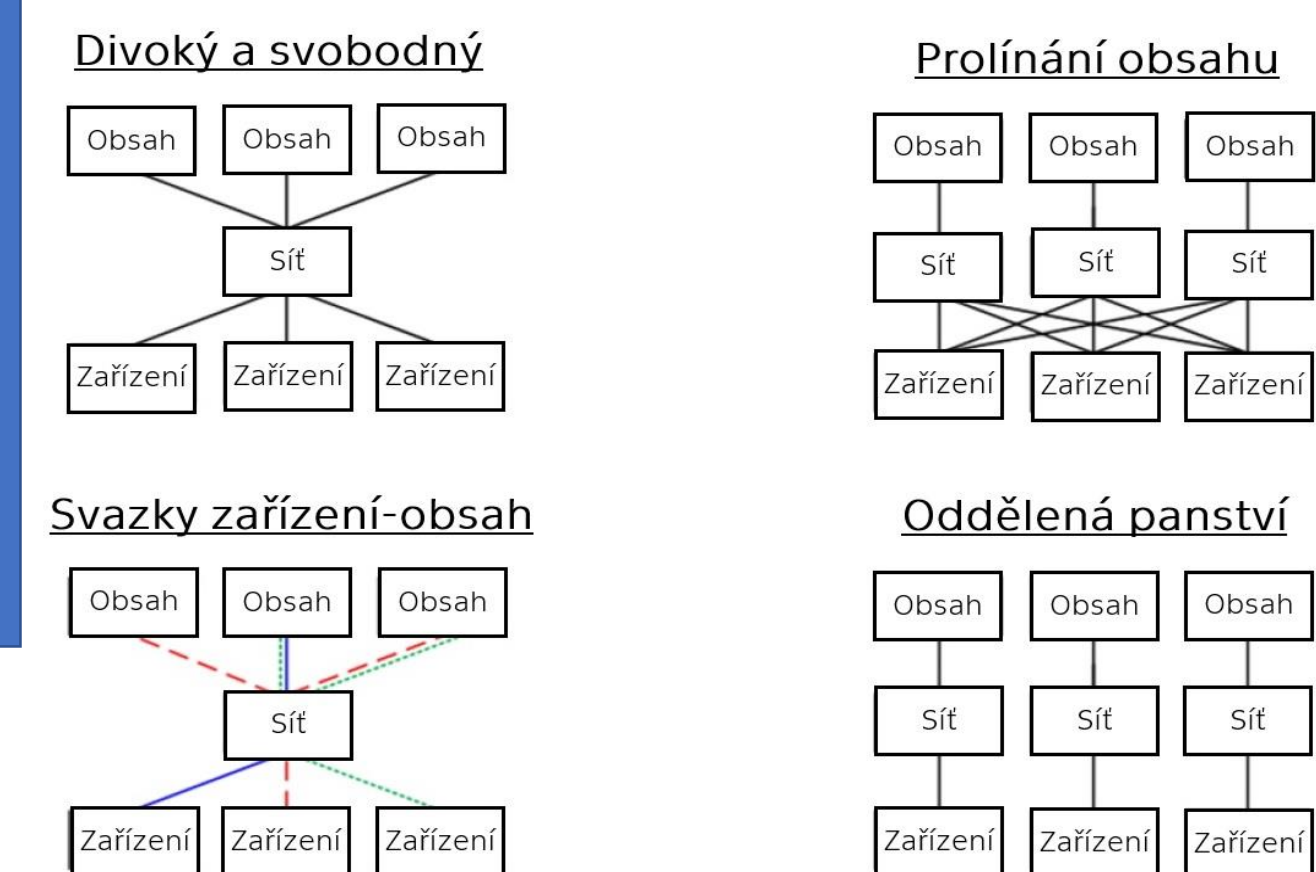 Divoký a svobodný
Obsah Obsah Obsah
Síť
Zařízení Zařízení Zařízení
Prolínání obsahu
Obsah Obsah Obsah
Síť Síť Síť
Zařízení Zařízení Zařízení
Svazky zařízení-obsah
Obsah Obsah Obsah
Síť
Zařízení Zařízení Zařízení
Oddělená panství
Obsah Obsah Obsah
Síť Síť Síť
Zařízení Zařízení Zařízení